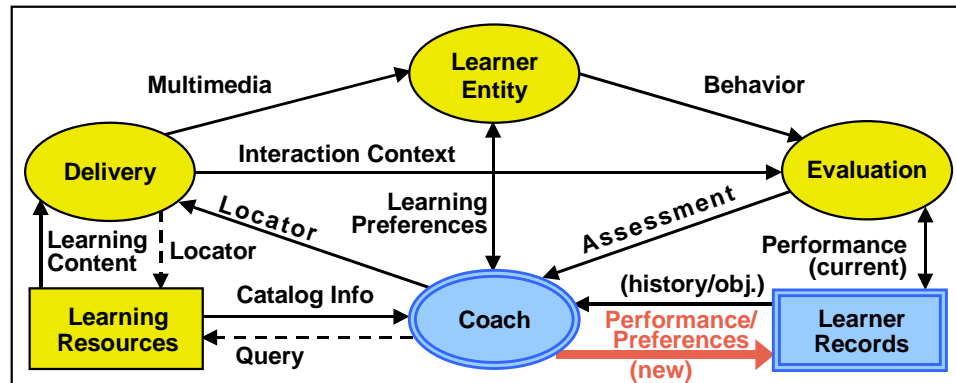 Learner
Entity
Multimedia
Behavior
Interaction Context
Delivery
Evaluation
Learning
Preferences
Locator
Assessment
Learning
Content
Locator
Performance
(current)
Catalog Info
(history/obj.)
Learning
Resources
Coach
Performance/
Preferences
(new)
Learner
Records
Query